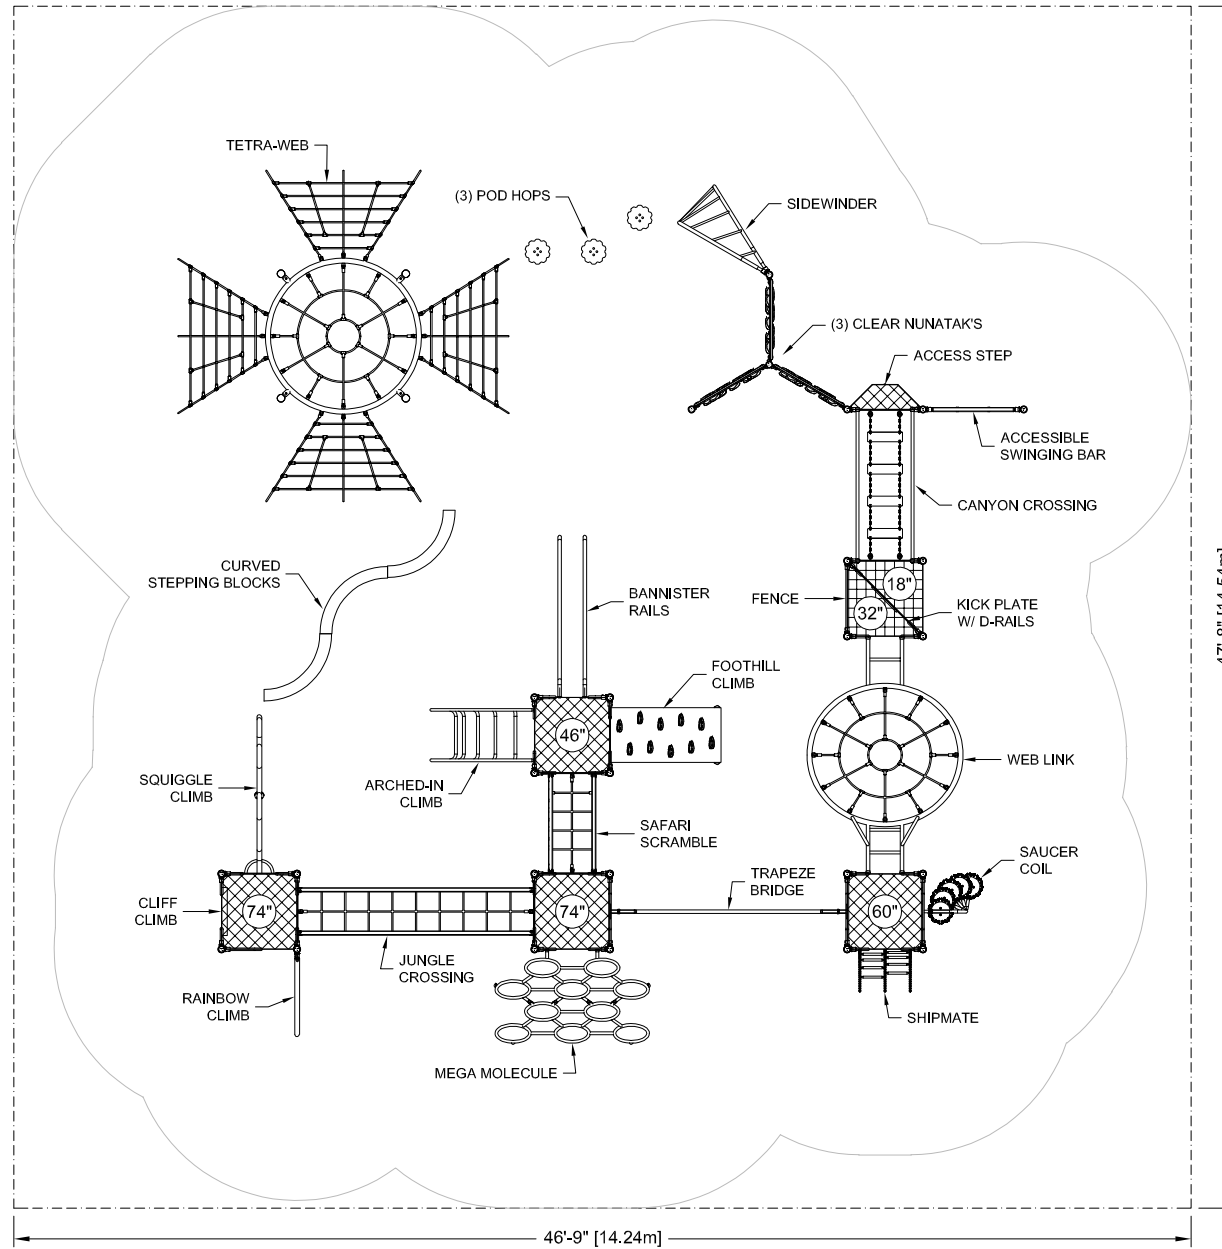 TETRA-WEB
(3) POD HOPS
SIDEWINDER
(3) CLEAR NUNATAK'S
ACCESS STEP
ACCESSIBLE
SWINGING BAR
CANYON CROSSING
CURVED
STEPPING BLOCKS
BANNISTER
RAILS
FENCE
18"
32"
KICK PLATE
W/ D-RAILS
FOOTHILL
CLIMB
46"
WEB LINK
SQUIGGLE
CLIMB
ARCHED-IN
CLIMB
SAFARI
SCRAMBLE
TRAPEZE
BRIDGE
SAUCER
COIL
CLIFF
CLIMB
74"
74"
60"
JUNGLE
CROSSING
RAINBOW
CLIMB
SHIPMATE
MEGA MOLECULE
46'-9" [14.24m]